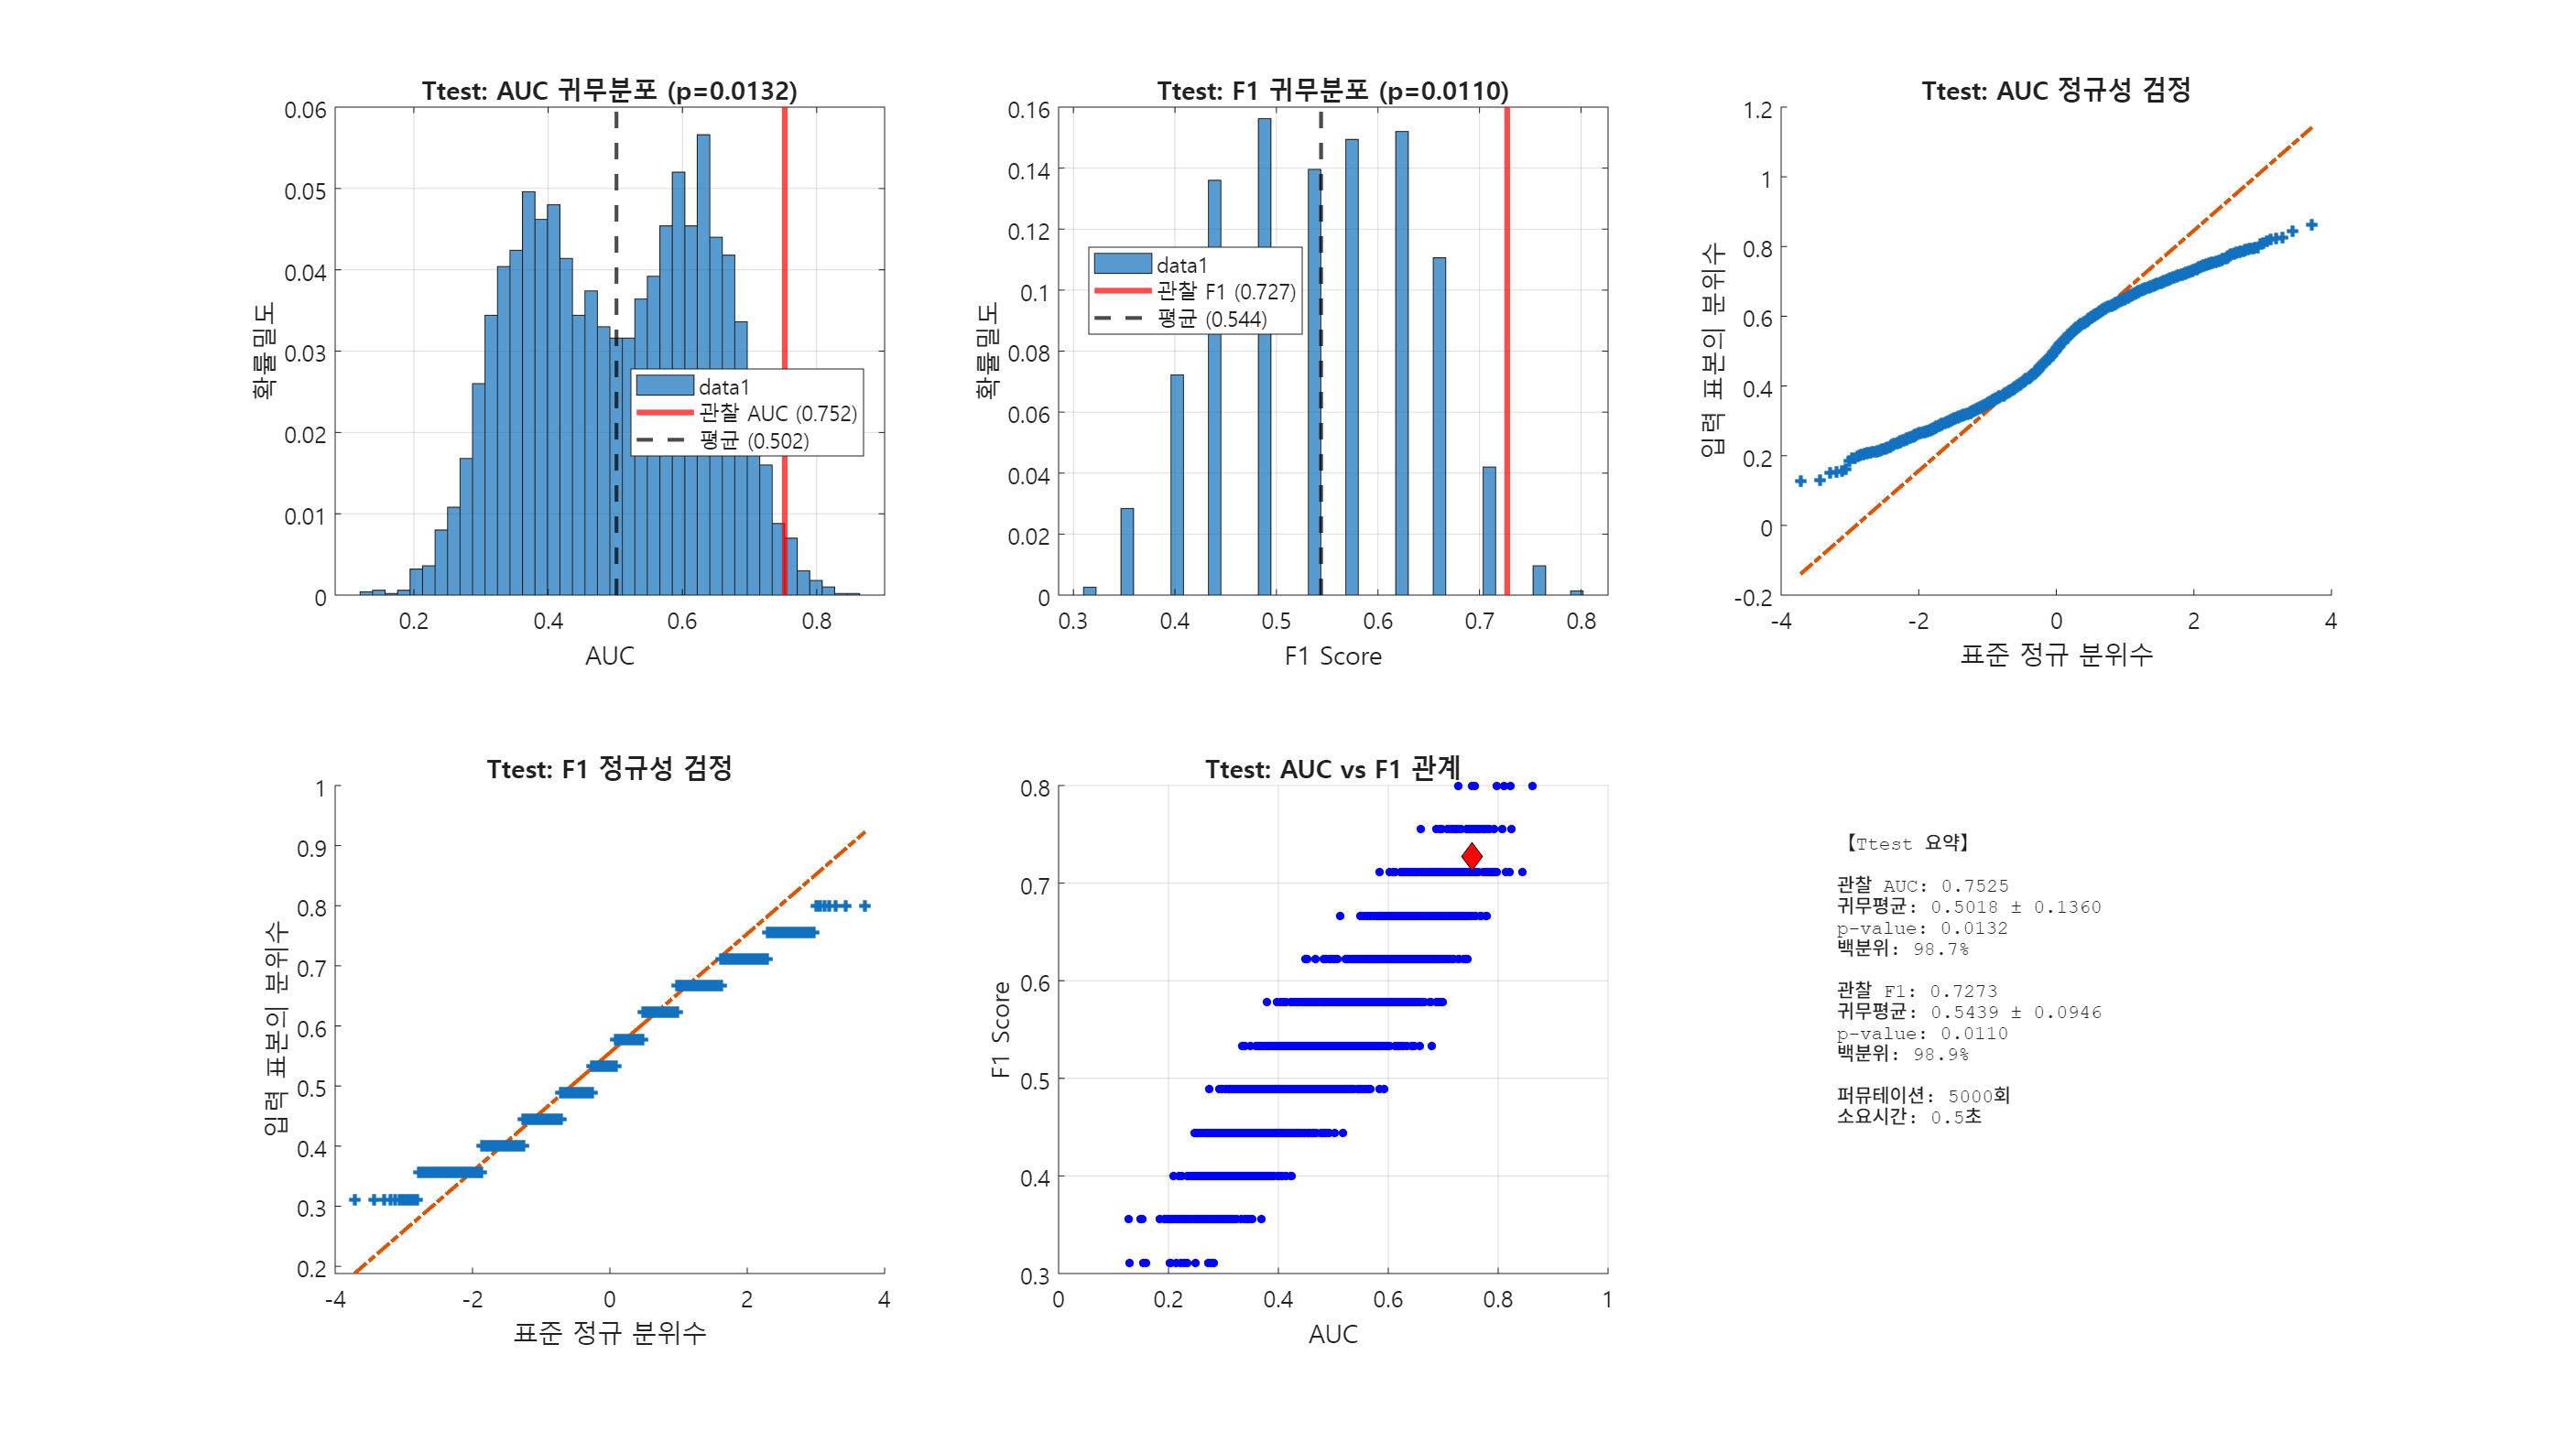 Ttest: AUC 귀무분포 (p=0.0132)
0.06
0.05
0.04
0.03
0.02
0.01
0
확률밀도
data1
관찰 AUC (0.752)
평균 (0.502)
0.2
0.4
0.6
0.8
AUC
Ttest: F1 귀무분포 (p=0.0110)
0.16
0.14
0.12
0.1
0.08
0.06
0.04
0.02
0
확률밀도
data1
관찰 F1 (0.727)
평균 (0.544)
0.3
0.4
0.5
0.6
0.7
0.8
F1 Score
Ttest: AUC 정규성 검정
1.2
1
0.8
0.6
0.4
0.2
0
-0.2
입력 표본의 분위수
-4
-2
0
2
4
표준 정규 분위수
Ttest: F1 정규성 검정
1
0.9
0.8
0.7
0.6
0.5
0.4
0.3
0.2
입력 표본의 분위수
-4
-2
0
2
4
표준 정규 분위수
Ttest: AUC vs F1 관계
0.8
0.7
0.6
0.5
0.4
0.3
F1 Score
0
0.2
0.4
0.6
0.8
1
AUC
【Ttest 요약】
관찰 AUC: 0.7525
귀무평균: 0.5018 ± 0.1360
p-value: 0.0132
백분위: 98.7%
관찰 F1: 0.7273
귀무평균: 0.5439 ± 0.0946
p-value: 0.0110
백분위: 98.9%
퍼뮤테이션: 5000회
소요시간: 0.5초